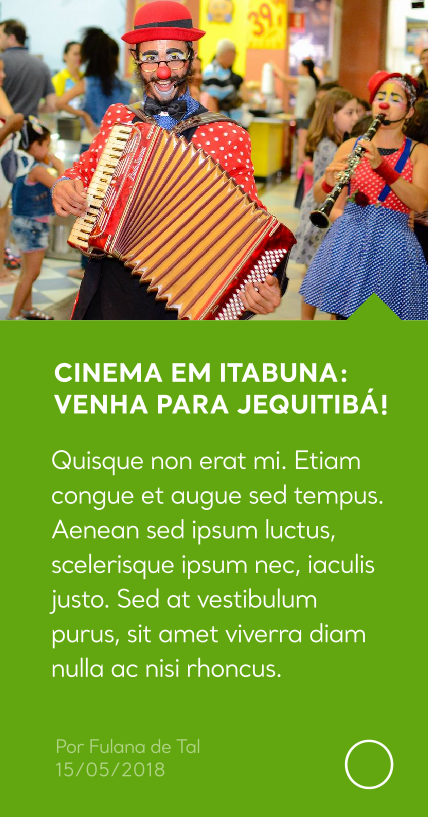 39,
CINEMA EM ITABUNA:
VENHA PARA JEQUITIBÁ!
Quisque non erat mi. Etiam
congue et augue sed tempus.
Aenean sed ipsum luctus,
scelerisque ipsum nec, iaculis
justo. Sed at vestibulum
purus, sit amet viverra diam
nulla ac nisi rhoncus.
Por Fulana de Tal
15/05/2018